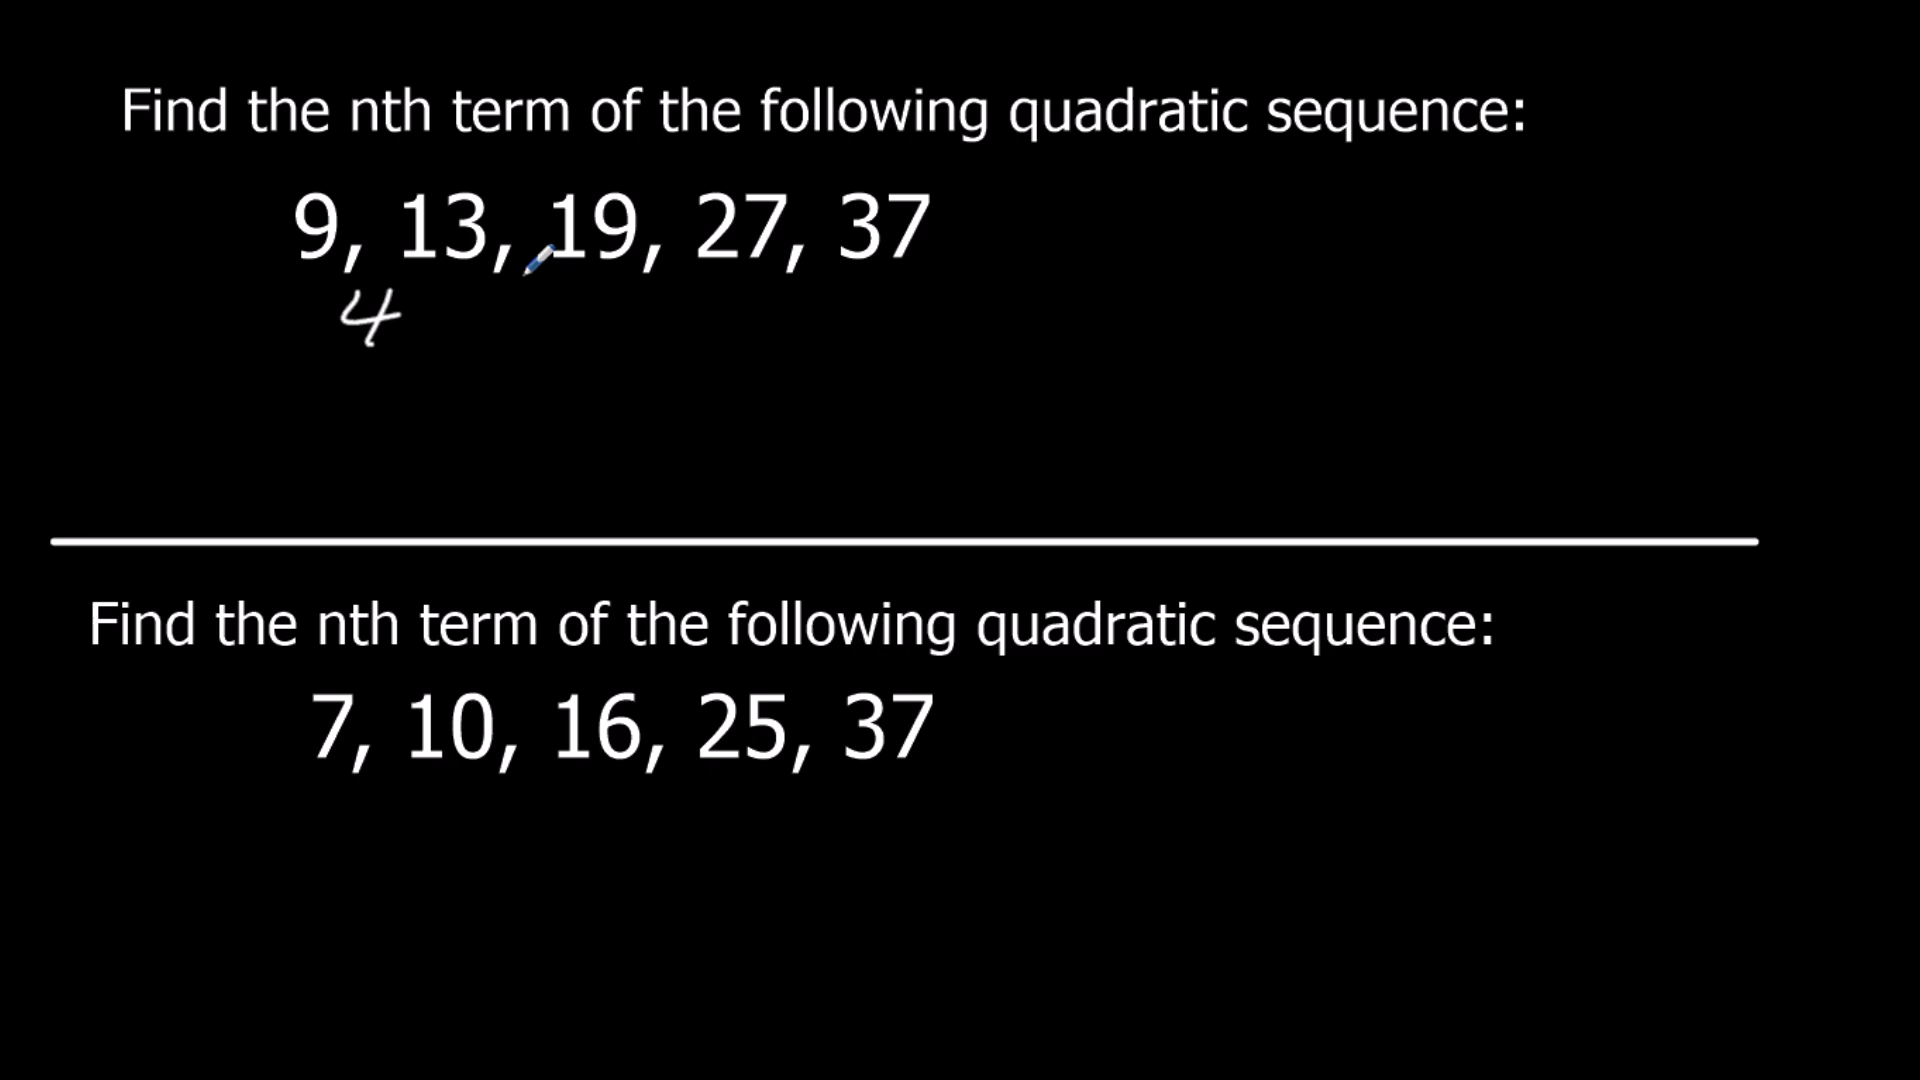 Find the nth term of the following quadratic sequence:
9, 13, 19, 27, 37
4
Find the nth term of the following quadratic sequence:
7, 10, 16, 25, 37